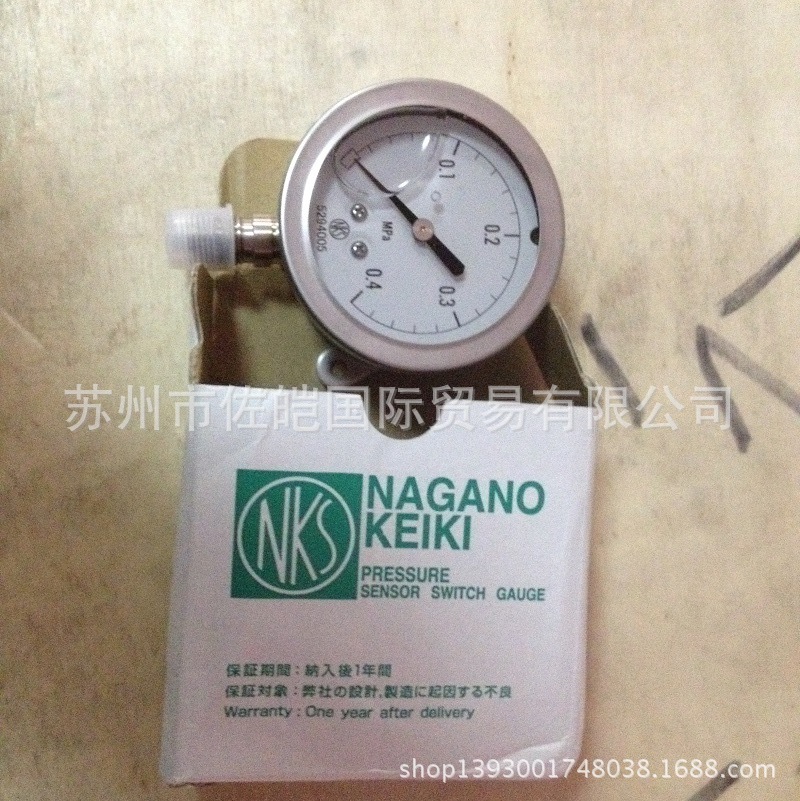 0.1
0.2
0.3
0.4
MPa
NKS
5294005
苏州市佐皓国际贸易有限公司
NKS
NAGANO
KEIKI
PRESSURE
SENSOR SWITCH GAUGE
保証期間：納入後1年間
保証対象：弊社の設計,製造に起因する不良
Warranty：One year after delivery
shop1393001748038.1688.com